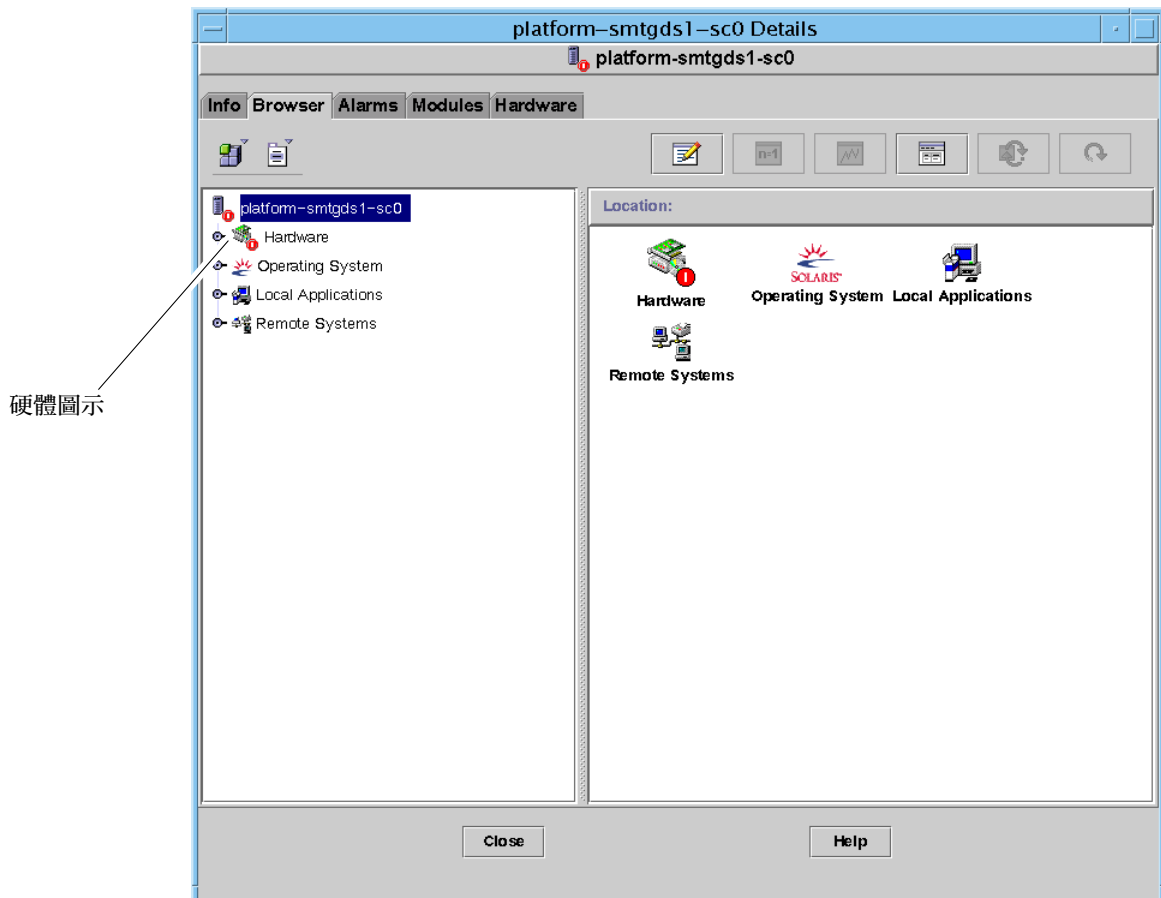 platform–smtgds1–sc0 Details
platform-smtgds1-sc0
Info Browser Alarms Modules Hardware
n=1
platform–smtgds1–sc0
Hardware
Operating System
Local Applications
Remote Systems
硬體圖示
Location:
Hardware
SOLARIS
Operating System
Local Applications
Remote Systems
Close
Help